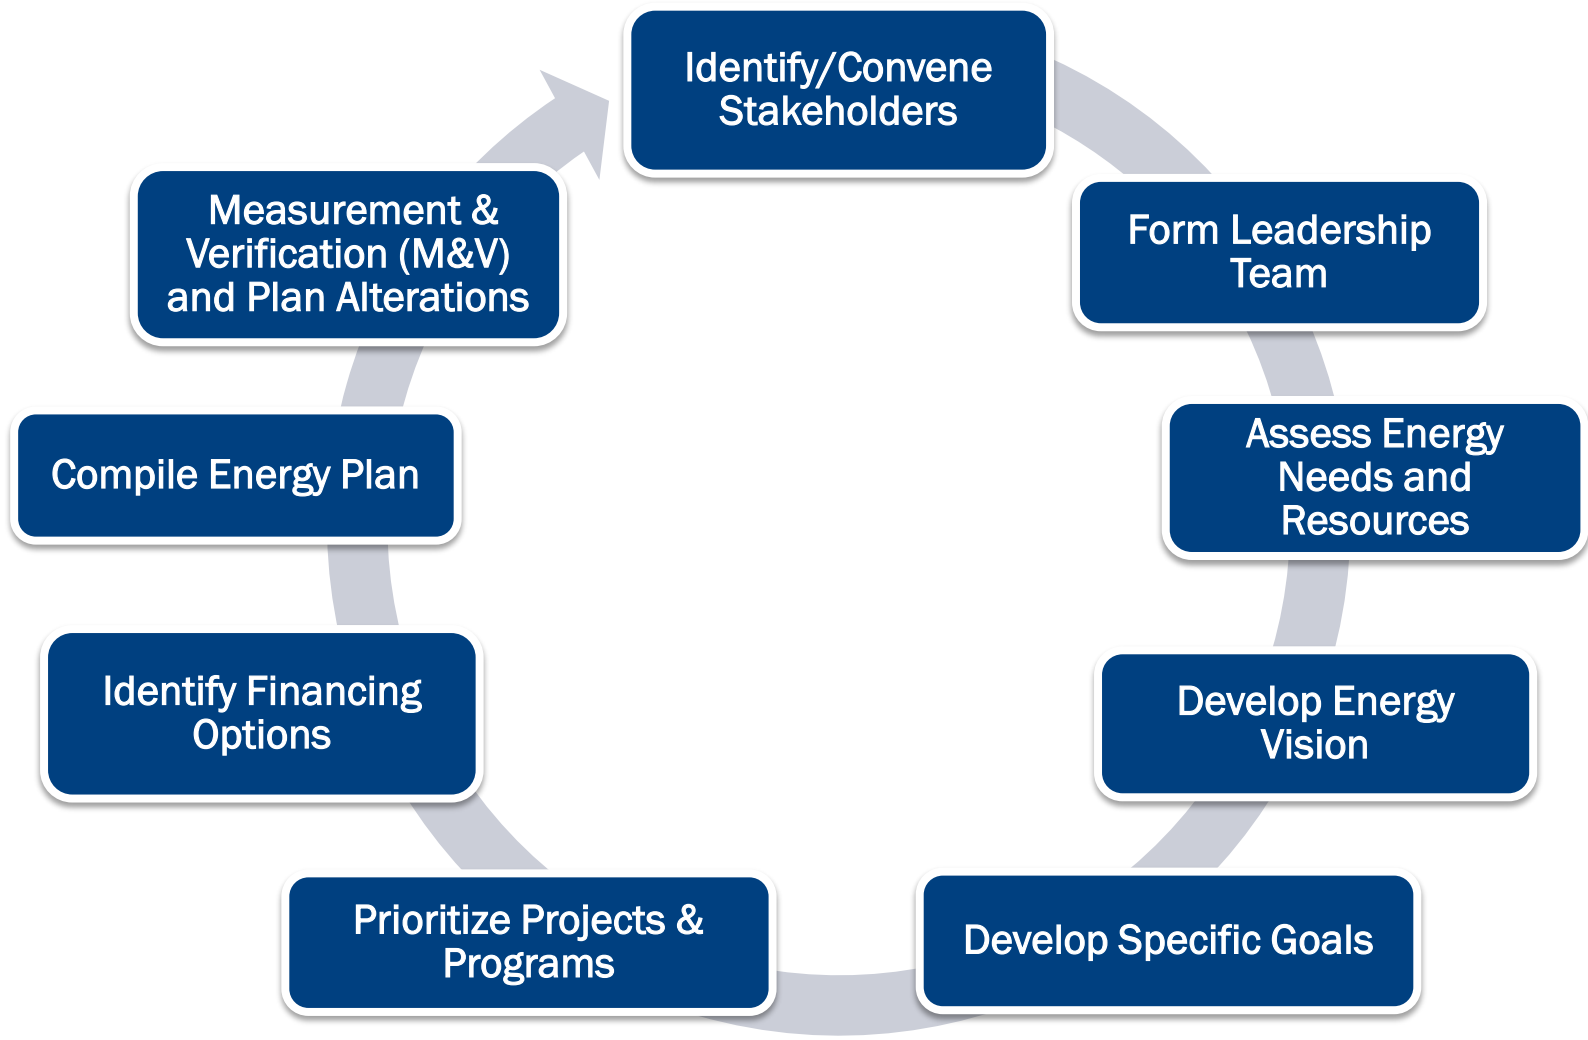 Identify/Convene
Stakeholders
Form Leadership
Team
Assess Energy
Needs and
Resources
Develop Energy
Vision
Develop Specific Goals
Prioritize Projects &
Programs
Identify Financing
Options
Compile Energy Plan
Measurement &
Verification (M&V)
and Plan Alterations